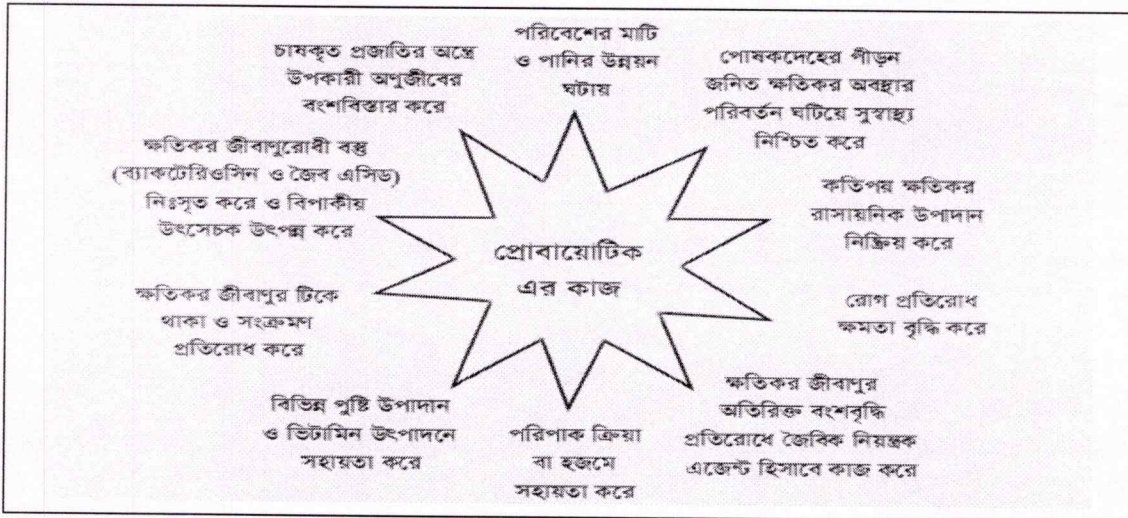 পরিবেশের মাটি
ও পানির উন্নয়ন
ঘটায়
পোষকদেহের পীড়ন
জনিত ক্ষতিকর অবস্থার
পরিবর্তন ঘটিয়ে সুস্বাস্থ্য
নিশ্চিত করে
কতিপয় ক্ষতিকর
রাসায়নিক উপাদান
নিষ্ক্রিয় করে
রোগ প্রতিরোধ
ক্ষমতা বৃদ্ধি করে
ক্ষতিকর জীবাণুর
অতিরিক্ত বংশবৃদ্ধি
প্রতিরোধে জৈবিক নিয়ন্ত্রক
এজেন্ট হিসাবে কাজ করে
পরিপাক ক্রিয়া
বা হজমে
সহায়তা করে
বিভিন্ন পুষ্টি উপাদান
ও ভিটামিন উৎপাদনে
সহায়তা করে
ক্ষতিকর জীবাণুর টিকে
থাকা ও সংক্রমণ
প্রতিরোধ করে
ক্ষতিকর জীবাণুরোধী বস্তু
(ব্যাকটেরিওসিন ও জৈব এসিড)
নিঃসৃত করে ও বিপাকীয়
উৎসেচক উৎপন্ন করে
চাষকৃত প্রজাতির অন্ত্রে
উপকারী অণুজীবের
বংশবিস্তার করে
প্রোবায়োটিক
এর কাজ